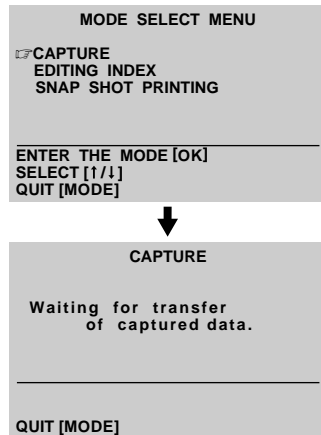 MODE SELECT MENU
☞CAPTURE
EDITING INDEX
SNAP SHOT PRINTING
ENTER THE MODE [OK]
SELECT [↑/↓]
QUIT [MODE]
CAPTURE
Waiting for transfer
of captured data.
QUIT [MODE]